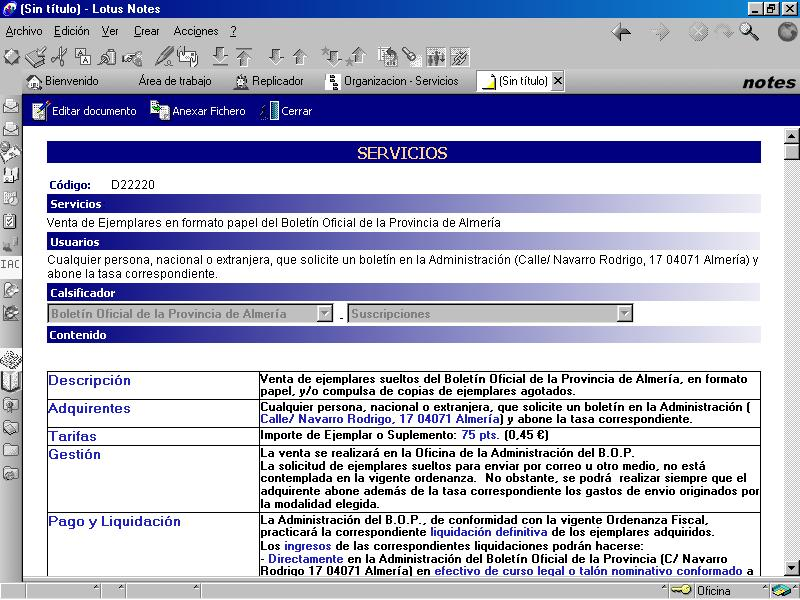 (Sin título) - Lotus Notes
Archivo Edición Ver Crear Acciones ?
Bienvenido Área de trabajo Replicador Organizacion - Servicios (Sin título)
notes
Editar documento Anexar Fichero Cerrar
SERVICIOS
Código: D22220
Servicios
Venta de Ejemplares en formato papel del Boletín Oficial de la Provincia de Almería
Usuarios
Cualquier persona, nacional o extranjera, que solicite un boletín en la Administración (Calle/ Navarro Rodrigo, 17 04071 Almería) y
abone la tasa correspondiente.
IAC
Calsificador
Boletín Oficial de la Provincia de Almería - Suscripciones
Contenido
Descripción
Venta de ejemplares sueltos del Boletín Oficial de la Provincia de Almería, en formato
papel, y/o compulsa de copias de ejemplares agotados.
Adquirentes
Cualquier persona, nacional o extranjera, que solicite un boletín en la Administración (
Calle/ Navarro Rodrigo, 17 04071 Almería) y abone la tasa correspondiente.
Tarifas
Importe de Ejemplar o Suplemento: 75 pts. (0,45 €)
Gestión
La venta se realizará en la Oficina de la Administración del B.O.P.
La solicitud de ejemplares sueltos para enviar por correo u otro medio, no está
contemplada en la vigente ordenanza. No obstante, se podrá realizar siempre que el
adquirente abone además de la tasa correspondiente los gastos de envio originados por
la modalidad elegida.
Pago y Liquidación
La Administración del B.O.P., de conformidad con la vigente Ordenanza Fiscal,
practicará la correspondiente liquidación definitiva de los ejemplares adquiridos.
Los ingresos de las correspondientes liquidaciones podrán hacerse:
- Directamente en la Administración del Boletín Oficial de la Provincia (C/ Navarro
Rodrigo 17 04071 Almería) en efectivo de curso legal o talón nominativo conformado a
Oficina